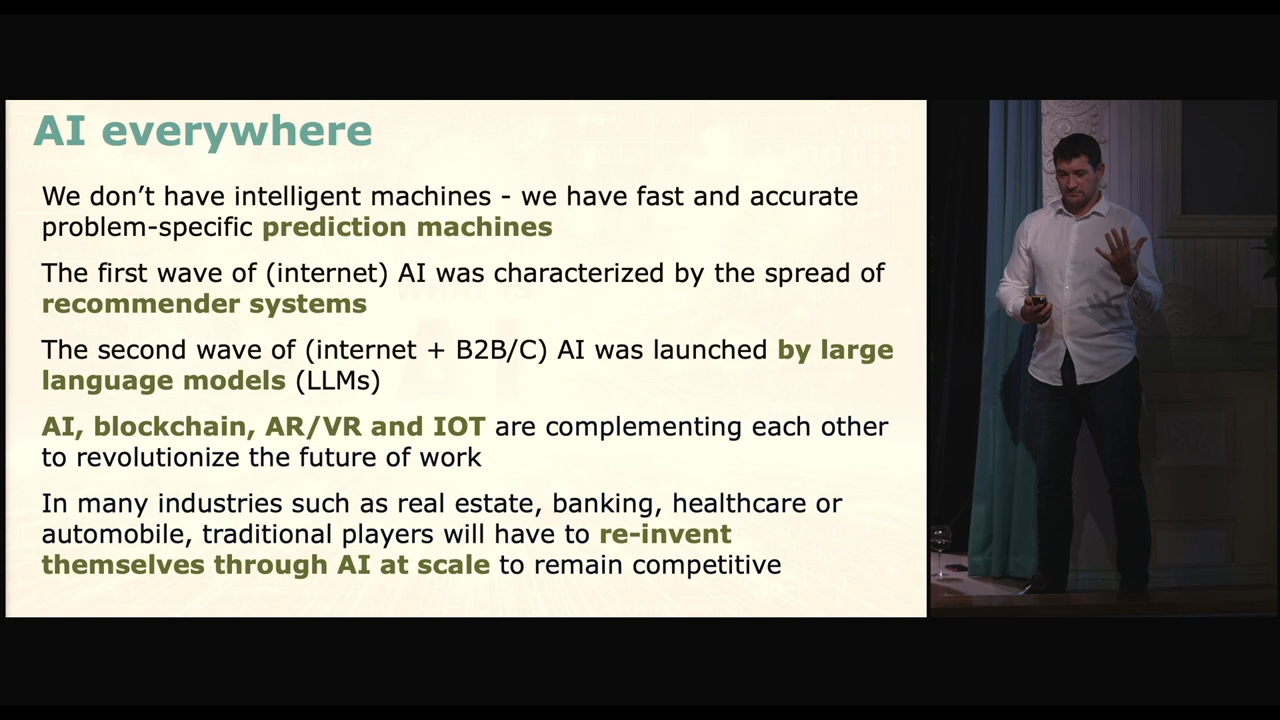 AI everywhere
We don’t have intelligent machines - we have fast and accurate
problem-specific prediction machines
The first wave of (internet) AI was characterized by the spread of
recommender systems
The second wave of (internet + B2B/C) AI was launched by large
language models (LLMs)
AI, blockchain, AR/VR and IOT are complementing each other
to revolutionize the future of work
In many industries such as real estate, banking, healthcare or
automobile, traditional players will have to re-invent
themselves through AI at scale to remain competitive